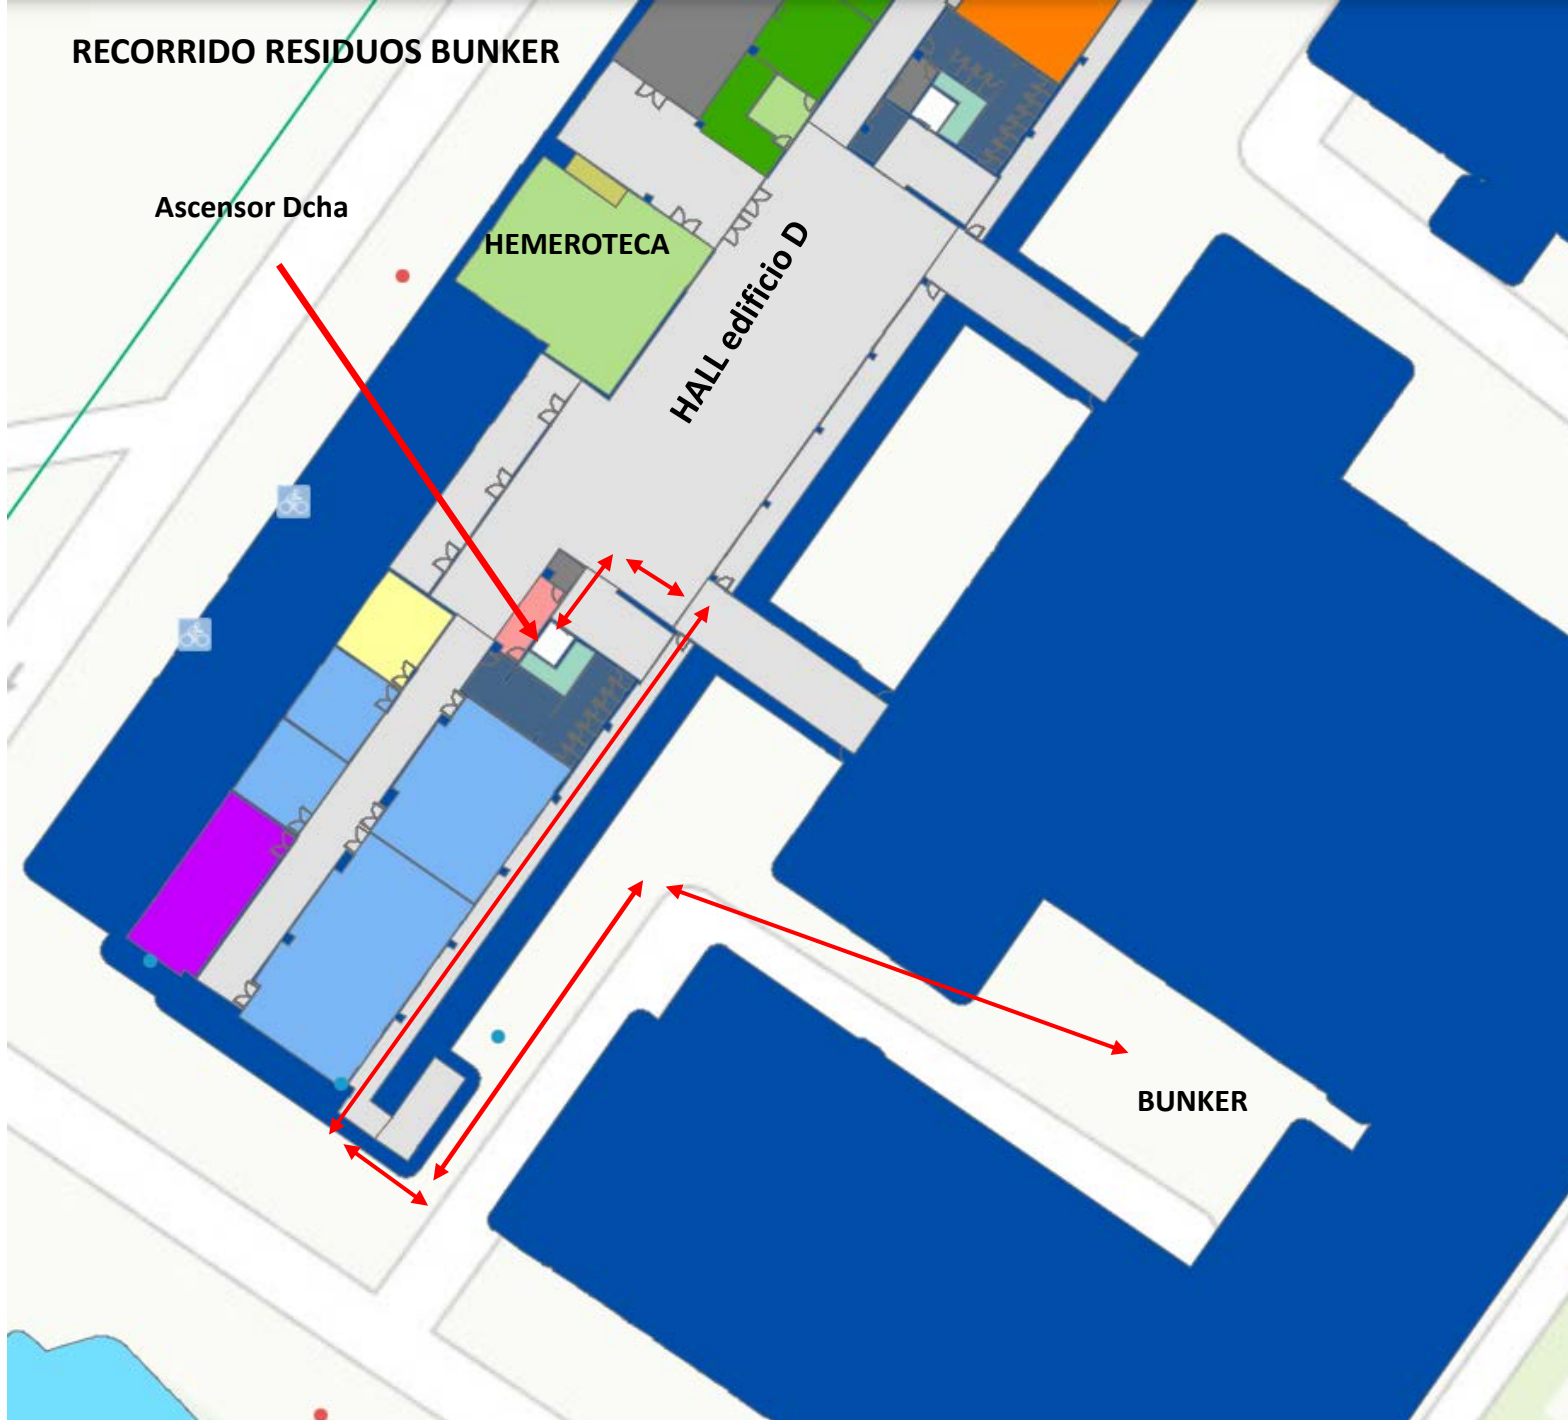 RECORRIDO RESIDUOS BUNKER
Ascensor Dcha
HEMEROTECA
HALL edificio D
BUNKER